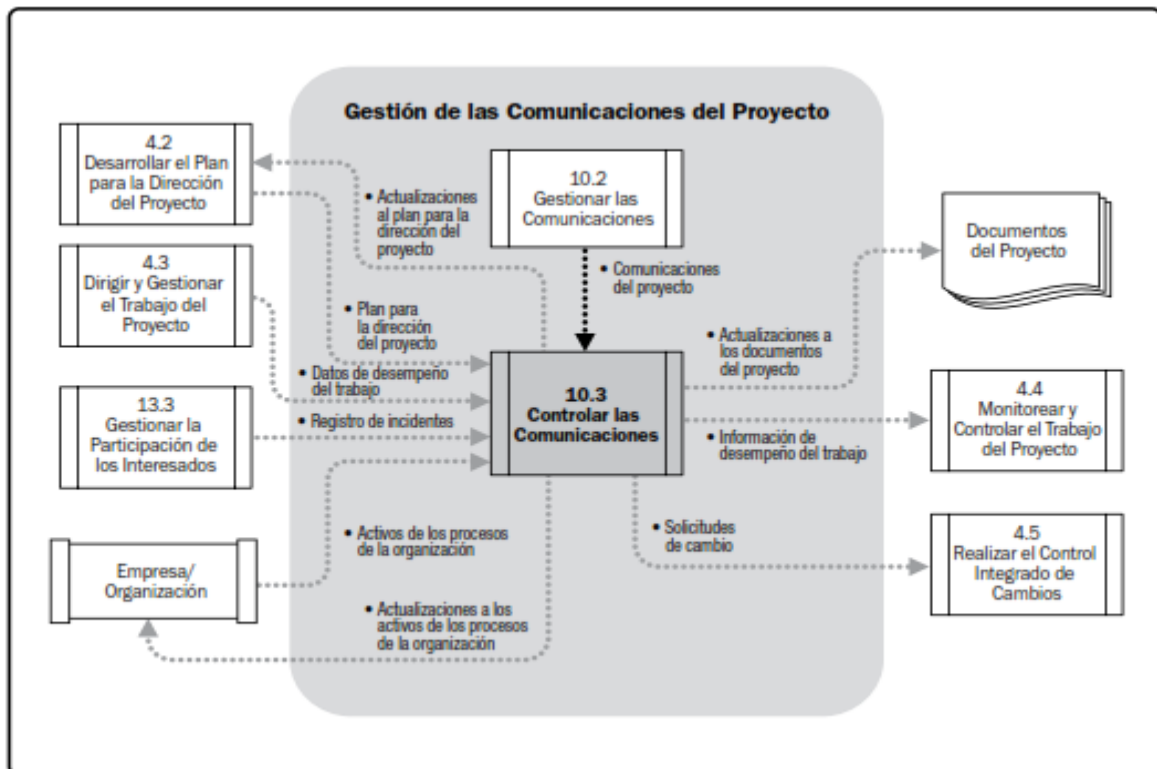 Gestión de las Comunicaciones del Proyecto
4.2
Desarrollar el Plan
para la Dirección
del Proyecto
4.3
Dirigir y Gestionar
el Trabajo del
Proyecto
13.3
Gestionar la
Participación de
los Interesados
Empresa/
Organización
• Actualizaciones
al plan para la
dirección del
proyecto
10.2
Gestionar las
Comunicaciones
• Comunicaciones
del proyecto
• Plan para
la dirección
del proyecto
• Datos de desempeño
del trabajo
• Registro de incidentes
10.3
Controlar las
Comunicaciones
• Activos de los procesos
de la organización
• Actualizaciones a los
activos de los procesos
de la organización
• Actualizaciones a
los documentos
del proyecto
• Información de
desempeño del trabajo
• Solicitudes
de cambio
Documentos
del Proyecto
4.4
Monitorear y
Controlar el Trabajo
del Proyecto
4.5
Realizar el Control
Integrado de
Cambios